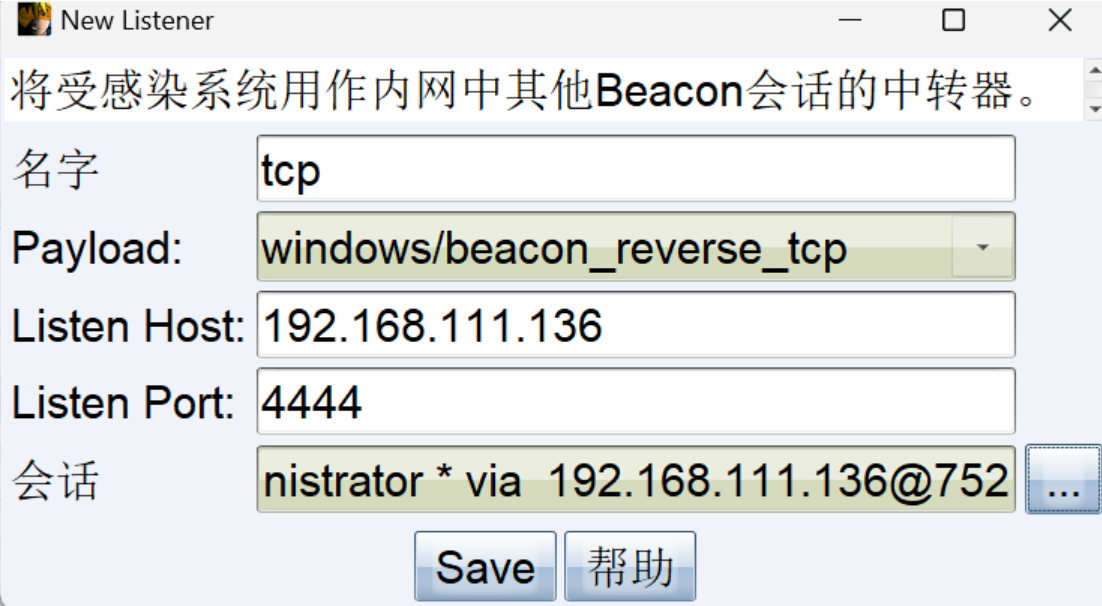 New Listener
将受感染系统用作内网中其他Beacon会话的中转器。
名字 tcp
Payload: windows/beacon_reverse_tcp
Listen Host: 192.168.111.136
Listen Port: 4444
会话 nistrator * via 192.168.111.136@752 ...
Save 帮助